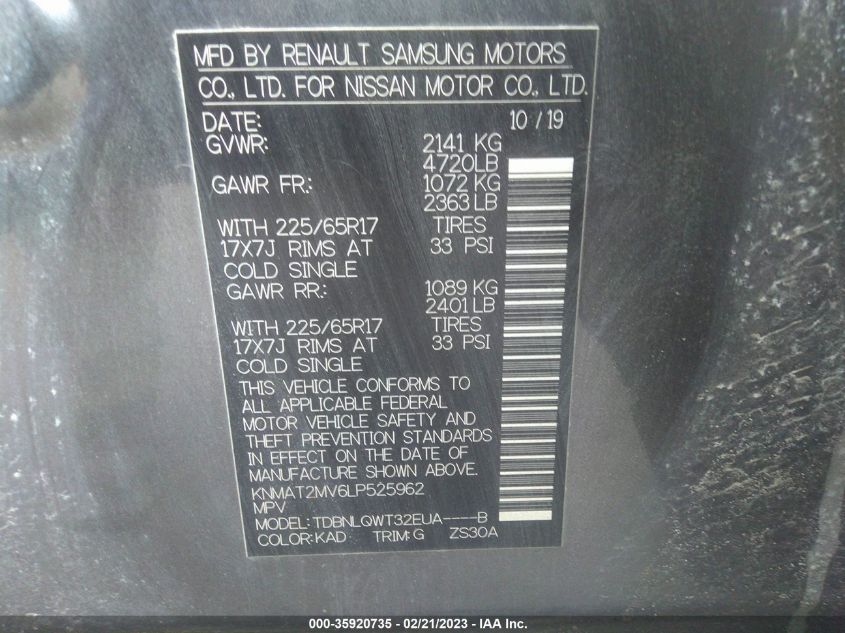 MFD BY RENAULT SAMSUNG MOTORS
CO., LTD. FOR NISSAN MOTOR CO., LTD.
DATE: 10 / 19
GVWR: 2141 KG
4720LB
GAWR FR.: 1072 KG
2363 LB
WITH 225/65R17 TIRES
17X7J RIMS AT 33 PSI
COLD SINGLE
GAWR RR.: 1089 KG
2401 LB
WITH 225/65R17 TIRES
17X7J RIMS AT 33 PSI
COLD SINGLE
THIS VEHICLE CONFORMS TO
ALL APPLICABLE FEDERAL
MOTOR VEHICLE SAFETY AND
THEFT PREVENTION STANDARDS
IN EFFECT ON THE DATE OF
MANUFACTURE SHOWN ABOVE.
KNMAT2MV6LP525962
MPV
MODEL: TDBNLQWT32EUA----B
COLOR: KAD TRIM: G ZS30A
000-35920735 - 02/21/2023 - IAA Inc.